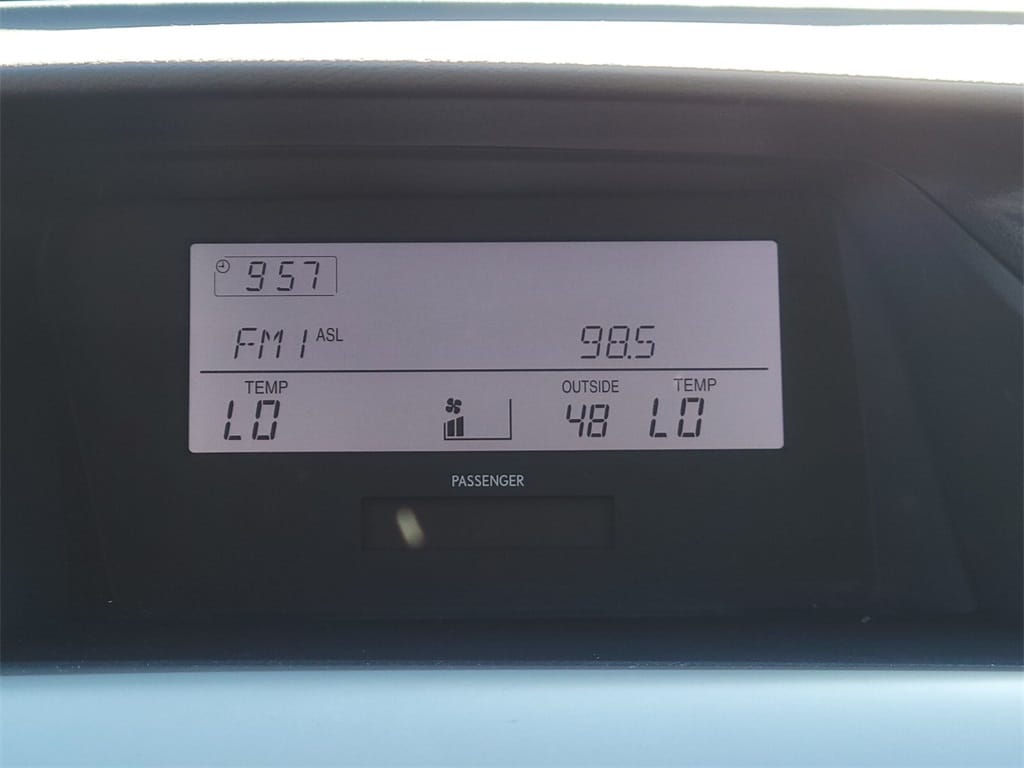 957
FM1 ASL 98.5
TEMP OUTSIDE TEMP
LO 48 LO
PASSENGER